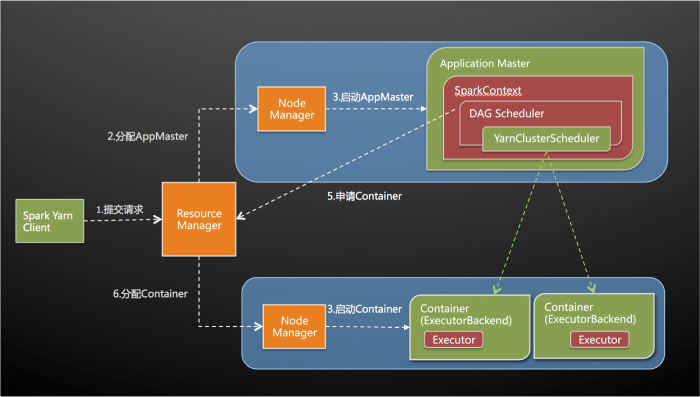 Application Master
SparkContext
DAG Scheduler
YarnClusterScheduler
Node
Manager
3.启动AppMaster
2.分配AppMaster
5.申请Container
Spark Yarn
Client
1.提交请求
Resource
Manager
6.分配Container
Node
Manager
3.启动Container
Container
(ExecutorBackend)
Executor
Container
(ExecutorBackend)
Executor